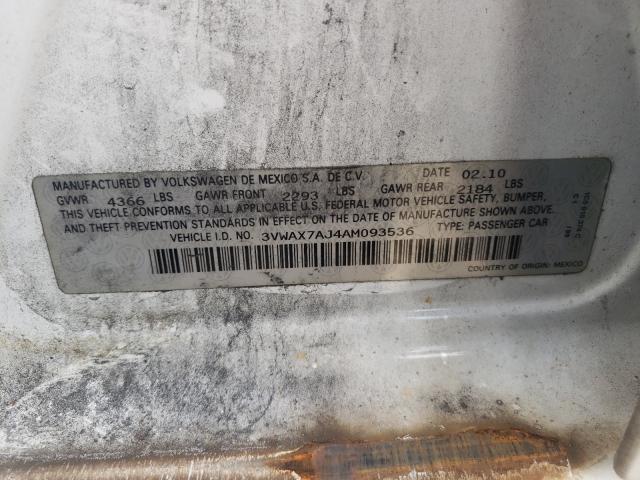 MANUFACTURED BY VOLKSWAGEN DE MEXICO S.A. DE C.V. DATE 02.10
GVWR 4366 LBS GAWR FRONT 2293 LBS GAWR REAR 2184 LBS
THIS VEHICLE CONFORMS TO ALL APPLICABLE U.S. FEDERAL MOTOR VEHICLE SAFETY, BUMPER,
AND THEFT PREVENTION STANDARDS IN EFFECT ON THE DATE OF MANUFACTURE SHOWN ABOVE.
VEHICLE I.D. NO. 3VWAX7AJ4AM093536 TYPE: PASSENGER CAR
COUNTRY OF ORIGIN: MEXICO